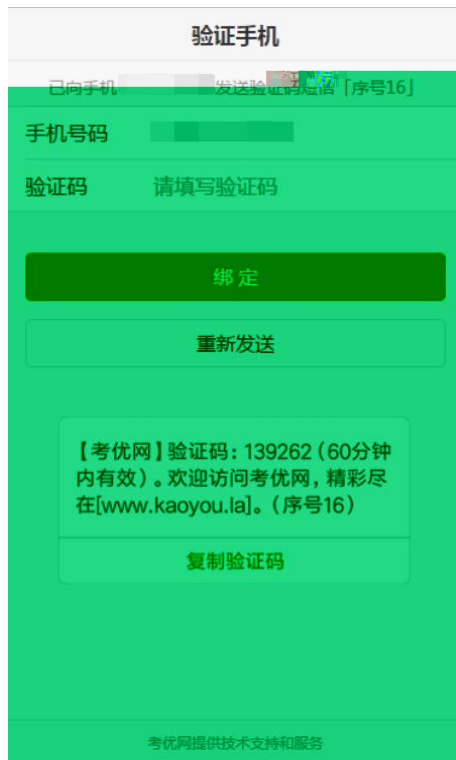 验证手机
已向手机 发送验证码短信「序号16」
手机号码
验证码 请填写验证码
绑 定
重新发送
【考优网】验证码：139262（60分钟
内有效）。欢迎访问考优网，精彩尽
在[www.kaoyou.la]。（序号16）
复制验证码
考优网提供技术支持和服务